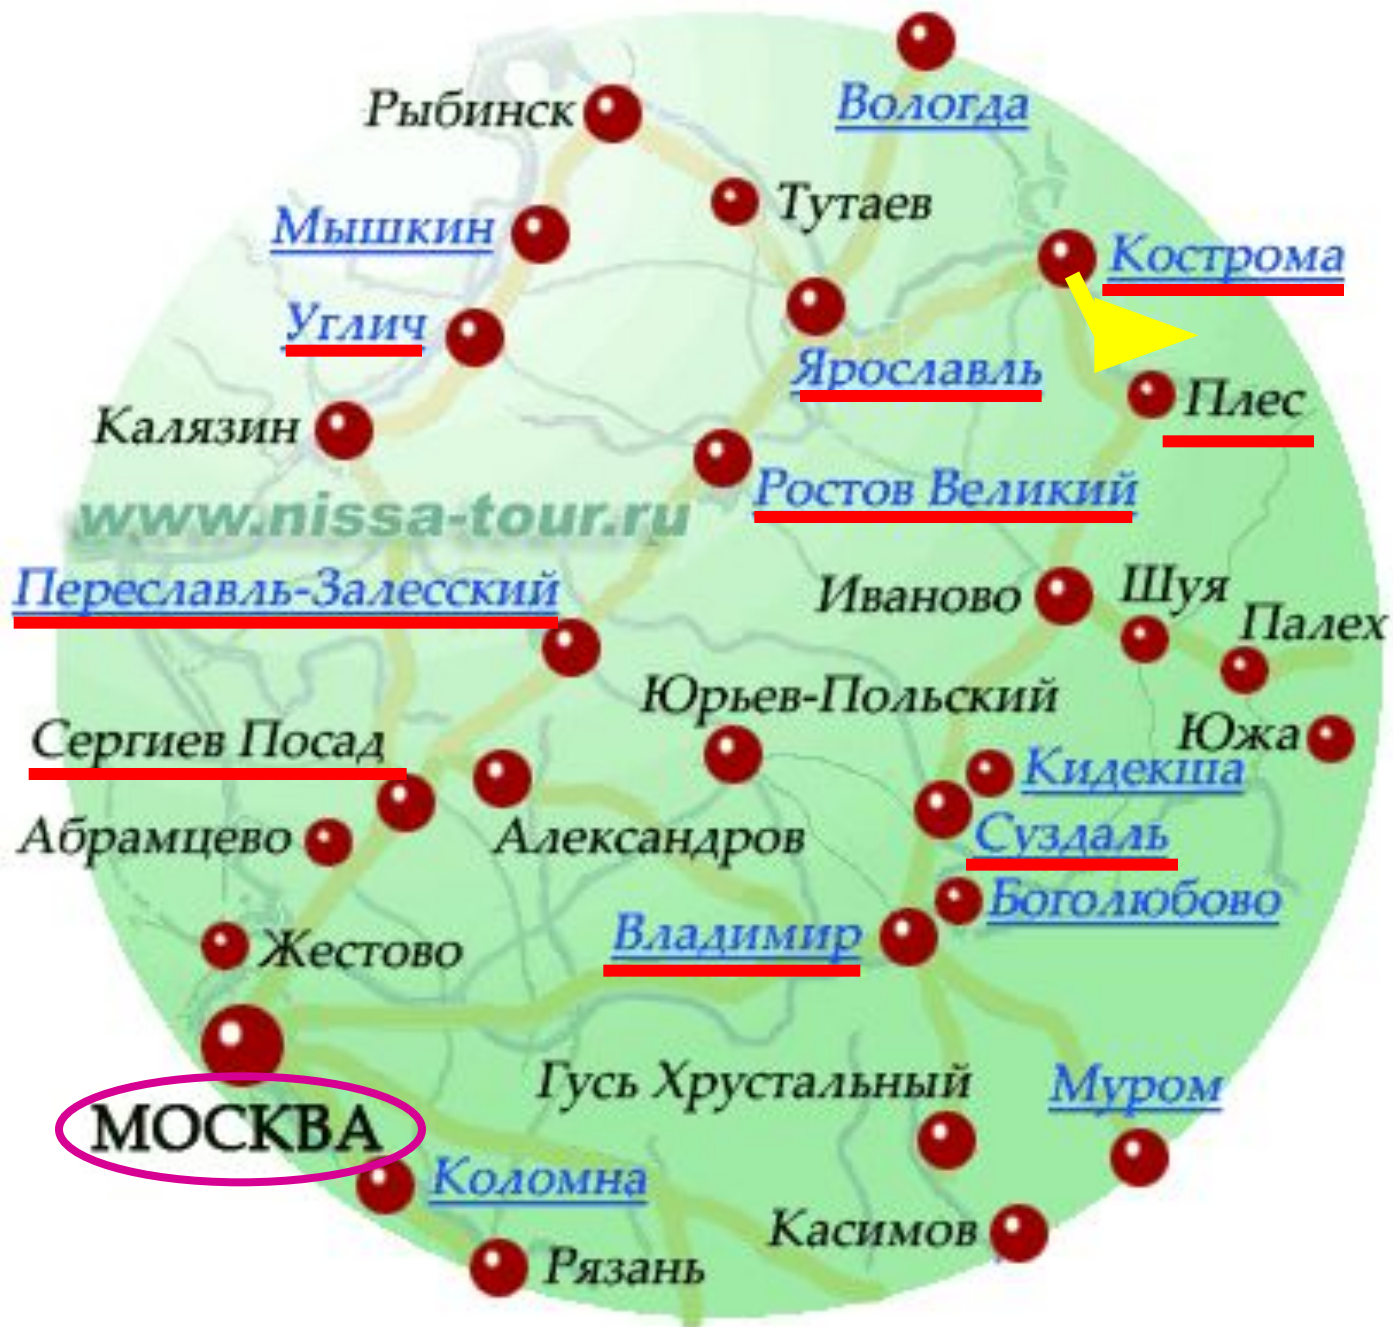 Рыбинск
Вологда
Тутаев
Мышкин
Кострома
Углич
Ярославль
Плес
Калязин
Ростов Великий
www.nissa-tour.ru
Переславль-Залесский
Иваново
Шуя
Палех
Юрьев-Польский
Сергиев Посад
Южа
Кидекша
Абрамцево
Александров
Суздаль
Боголюбово
Владимир
Жестово
Гусь Хрустальный
Муром
МОСКВА
Коломна
Касимов
Рязань